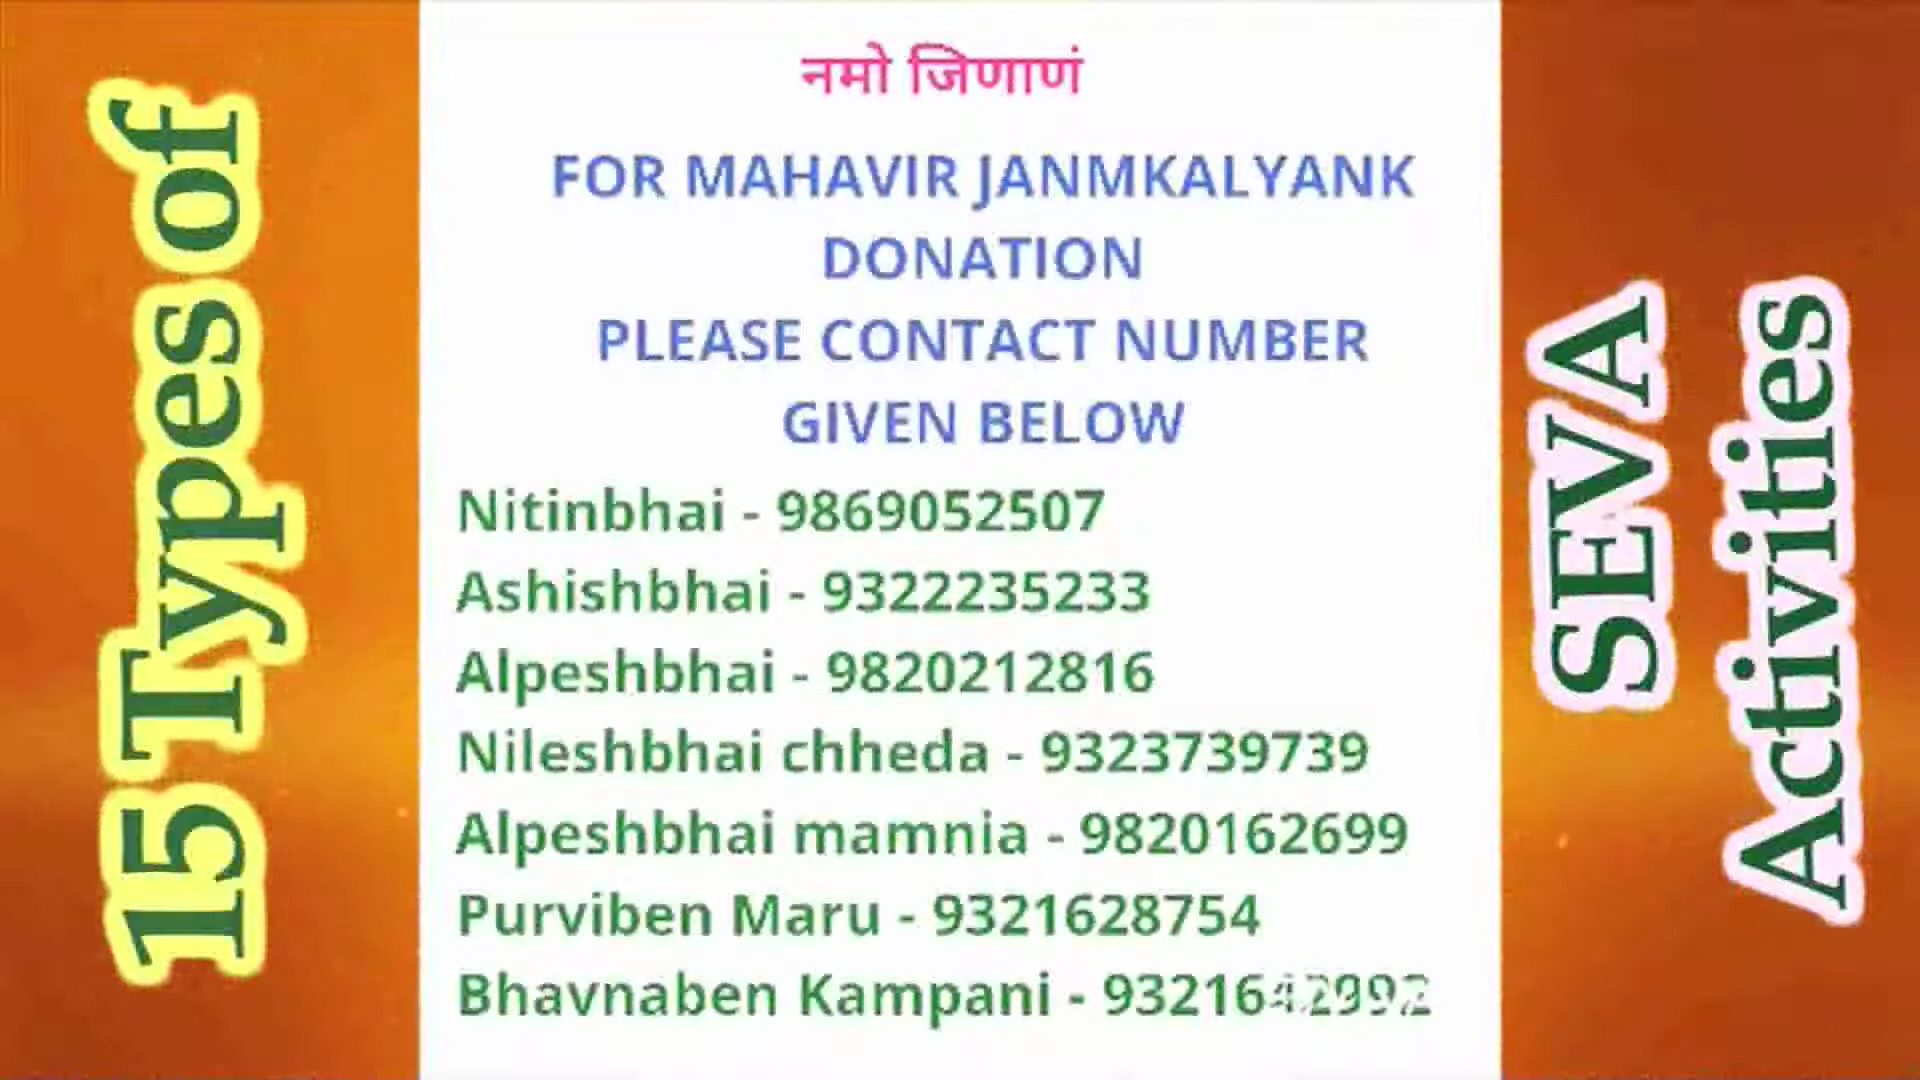 15 Types of
नमो जिणाणं
FOR MAHAVIR JANMKALYANK
DONATION
PLEASE CONTACT NUMBER
GIVEN BELOW
Nitinbhai - 9869052507
Ashishbhai - 9322235233
Alpeshbhai - 9820212816
Nileshbhai chheda - 9323739739
Alpeshbhai mamnia - 9820162699
Purviben Maru - 9321628754
Bhavnaben Kampani -
SEVA
Activities